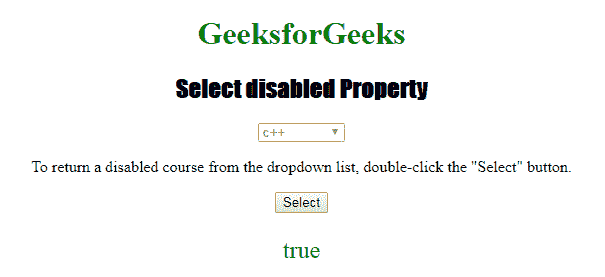 GeeksforGeeks
Select disabled Property
c++
To return a disabled course from the dropdown list, double-click the "Select" button.
Select
true